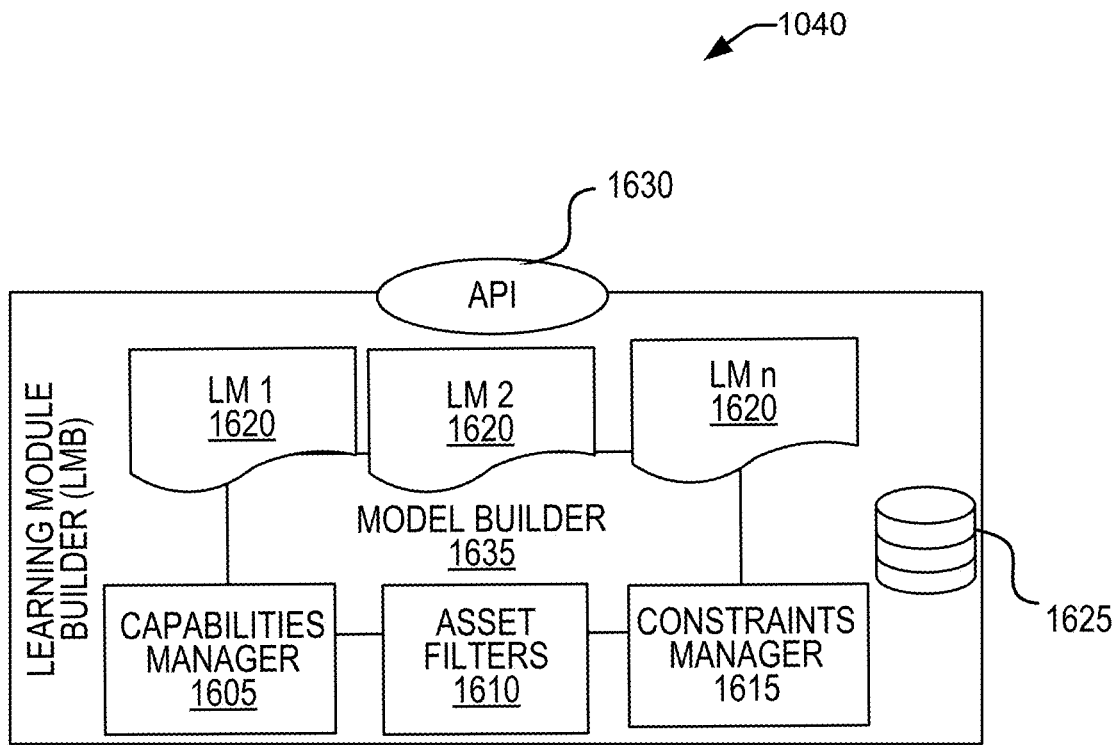 1040
1630
API
LM 1
1620
LM 2
1620
LM n
1620
LEARNING MODULE
BUILDER (LMB)
MODEL BUILDER
1635
1625
CAPABILITIES
MANAGER
1605
ASSET
FILTERS
1610
CONSTRAINTS
MANAGER
1615